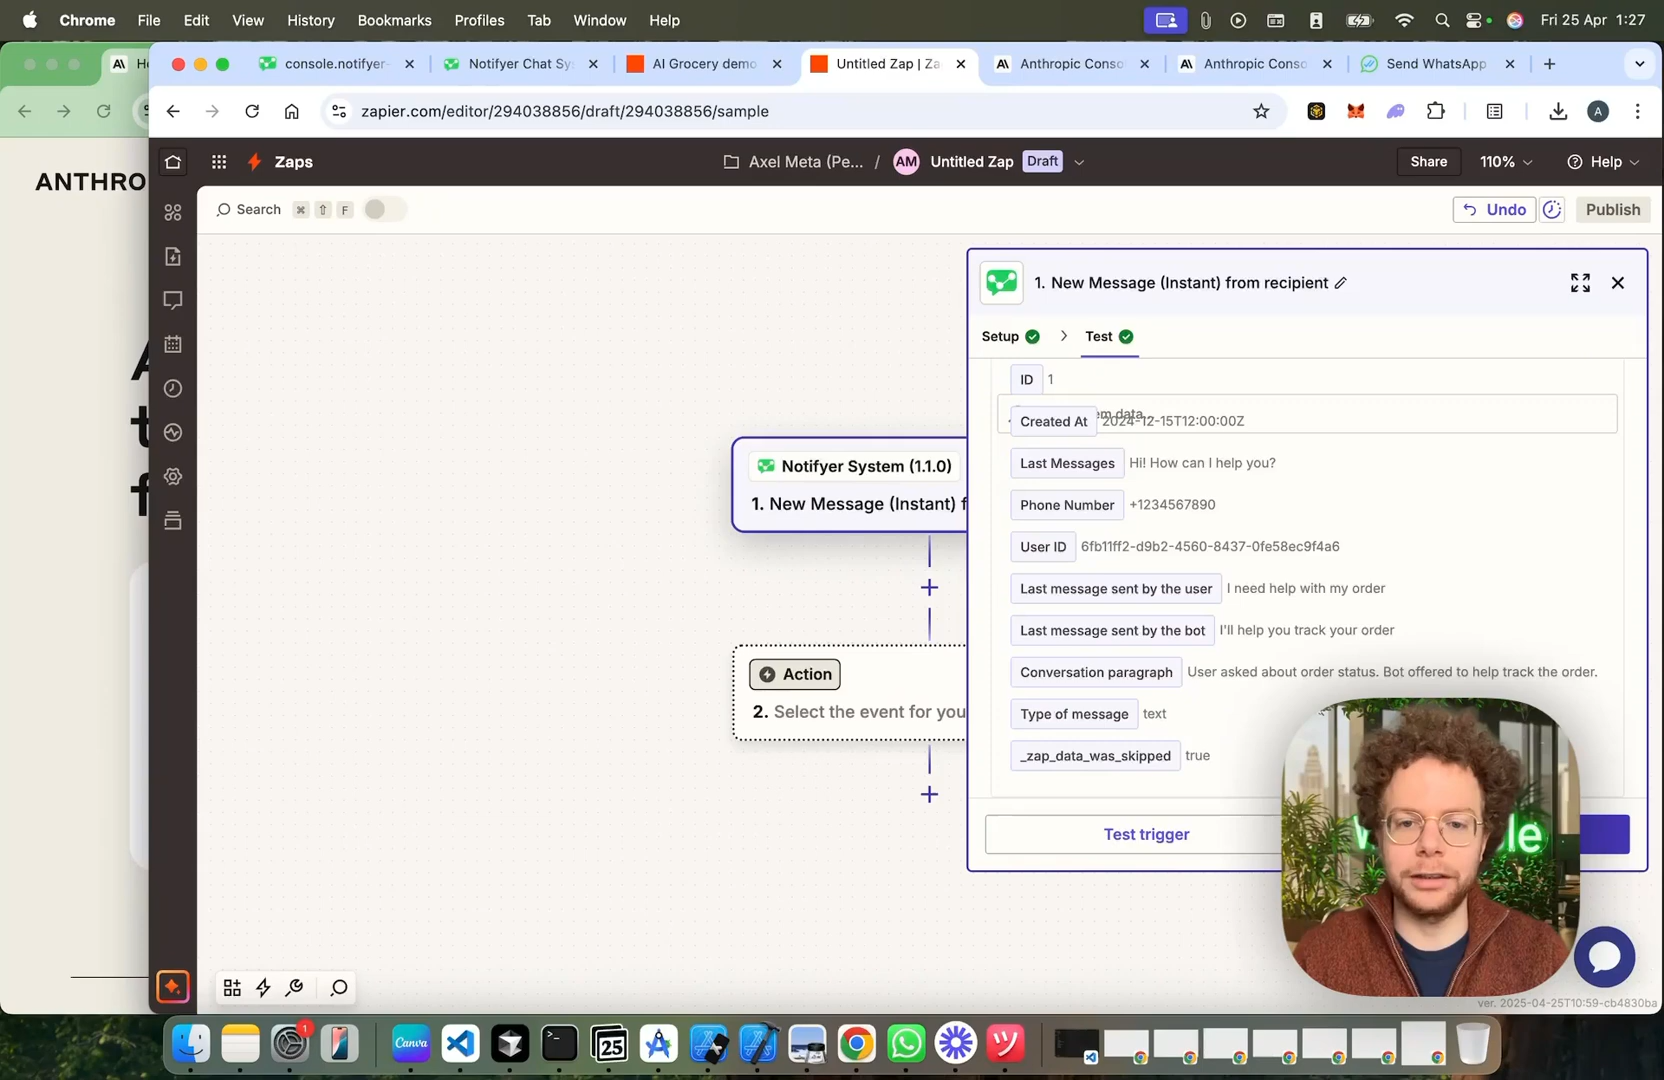 Chrome File Edit View History Bookmarks Profiles Tab Window Help
Fri 25 Apr 1:27
console.notifyer-
Notifyer Chat Sy
AI Grocery demo
Untitled Zap | Za
Anthropic Conso
Anthropic Conso
Send WhatsApp
zapier.com/editor/294038856/draft/294038856/sample
A
Zaps
Axel Meta (Pe... / AM Untitled Zap Draft
Share
110%
Help
ANTHRO
Search ⌘ ⇧ F
Undo
Publish
1. New Message (Instant) from recipient
Setup
Test
ID 1
Created At 2024-12-15T12:00:00Z
Last Messages Hi! How can I help you?
Phone Number +1234567890
User ID 6fb11ff2-d9b2-4560-8437-0fe58ec9f4a6
Last message sent by the user I need help with my order
Last message sent by the bot I'll help you track your order
Conversation paragraph User asked about order status. Bot offered to help track the order.
Type of message text
_zap_data_was_skipped true
Test trigger
Notifyer System (1.1.0)
1. New Message (Instant) f
Action
2. Select the event for you
ver. 2025-04-25T10:59-cb4830ba
1
Canva
25